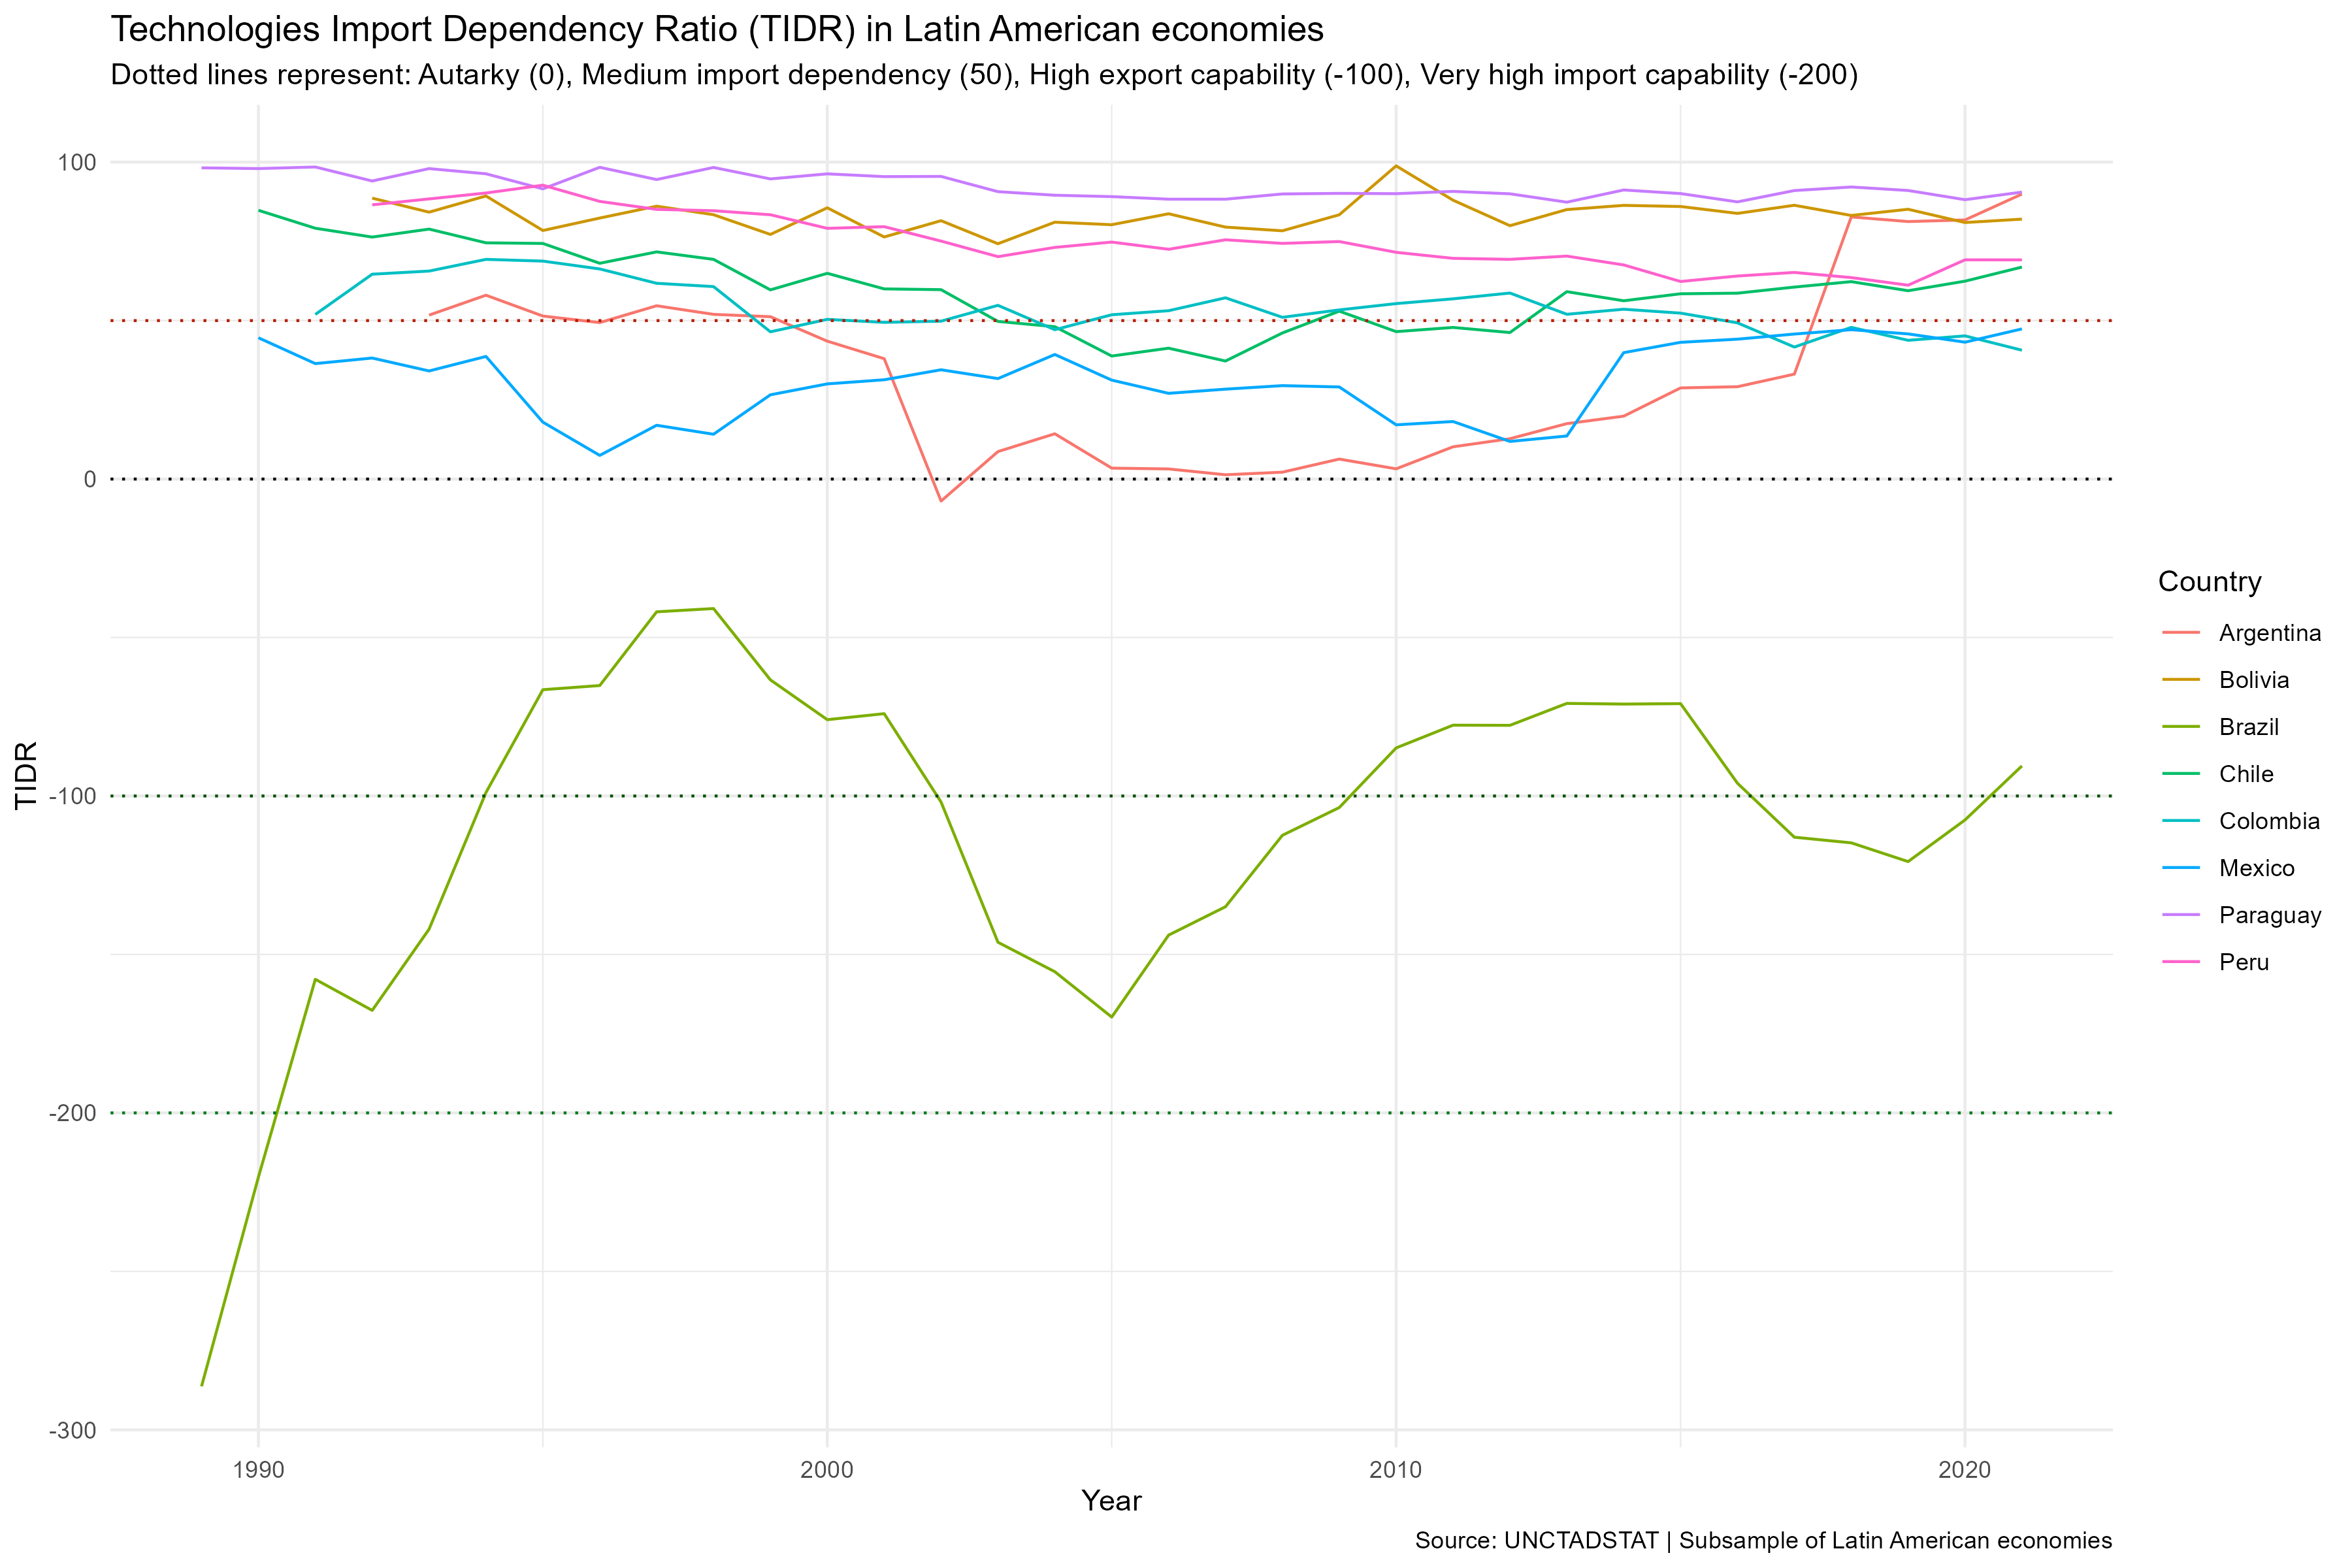 Technologies Import Dependency Ratio (TIDR) in Latin American economies
Dotted lines represent: Autarky (0), Medium import dependency (50), High export capability (-100), Very high import capability (-200)
100
0
-100
-200
-300
TIDR
1990
2000
2010
2020
Year
Country
Argentina
Bolivia
Brazil
Chile
Colombia
Mexico
Paraguay
Peru
Source: UNCTADSTAT | Subsample of Latin American economies